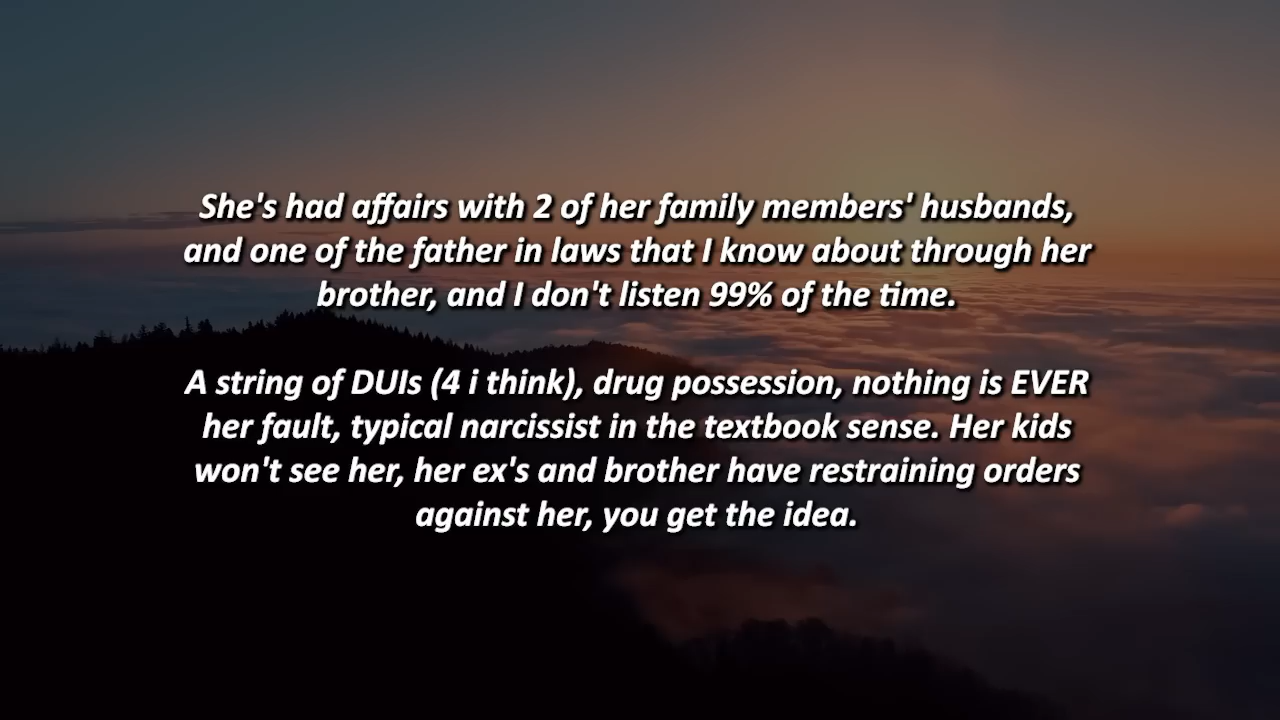 She's had affairs with 2 of her family members' husbands,
and one of the father in laws that I know about through her
brother, and I don't listen 99% of the time.
A string of DUIs (4 i think), drug possession, nothing is EVER
her fault, typical narcissist in the textbook sense. Her kids
won't see her, her ex's and brother have restraining orders
against her, you get the idea.